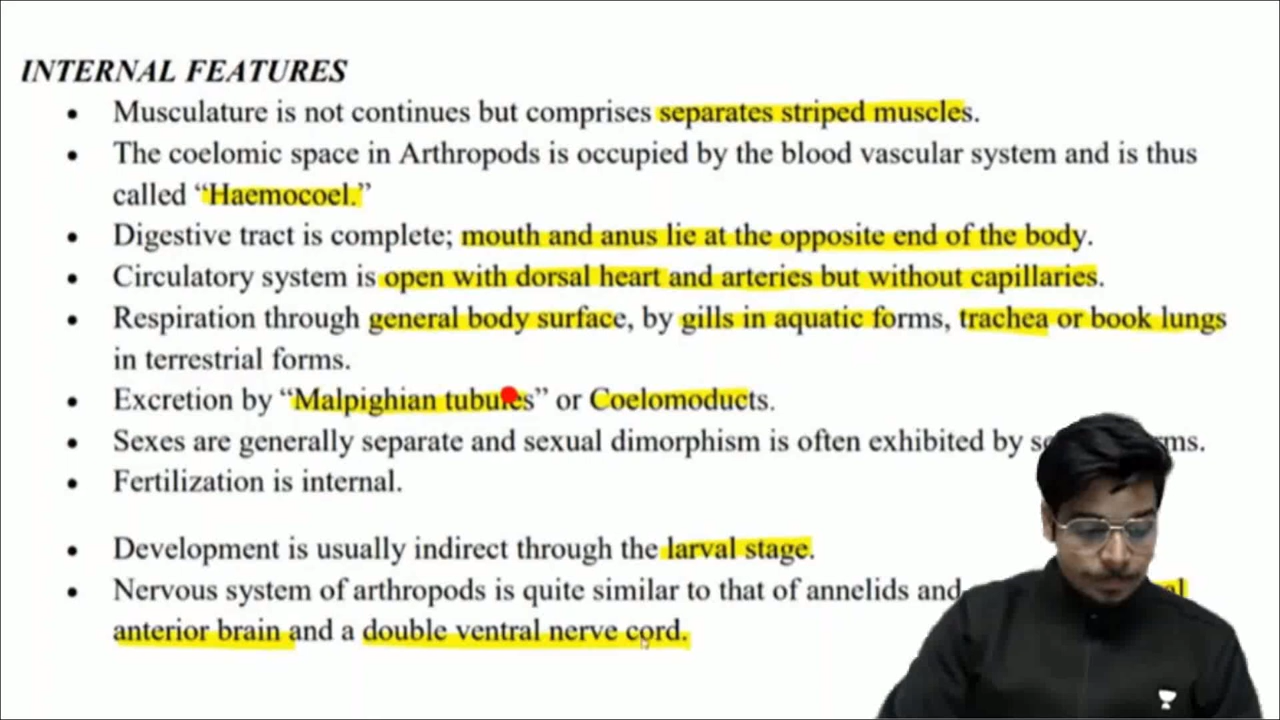 INTERNAL FEATURES
• Musculature is not continues but comprises separates striped muscles.
• The coelomic space in Arthropods is occupied by the blood vascular system and is thus
called “Haemocoel.”
• Digestive tract is complete; mouth and anus lie at the opposite end of the body.
• Circulatory system is open with dorsal heart and arteries but without capillaries.
• Respiration through general body surface, by gills in aquatic forms, trachea or book lungs
in terrestrial forms.
• Excretion by “Malpighian tubules” or Coelomoducts.
• Sexes are generally separate and sexual dimorphism is often exhibited by
• Fertilization is internal.
• Development is usually indirect through the larval stage.
• Nervous system of arthropods is quite similar to that of annelids and
anterior brain and a double ventral nerve cord.